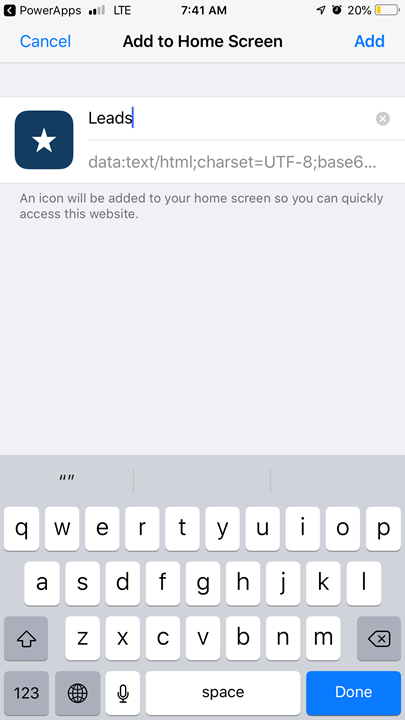 PowerApps LTE 7:41 AM 20%
Cancel Add to Home Screen Add
Leads
data:text/html;charset=UTF-8;base6...
An icon will be added to your home screen so you can quickly
access this website.
“”
q w e r t y u i o p
a s d f g h j k l
z x c v b n m
123 space Done